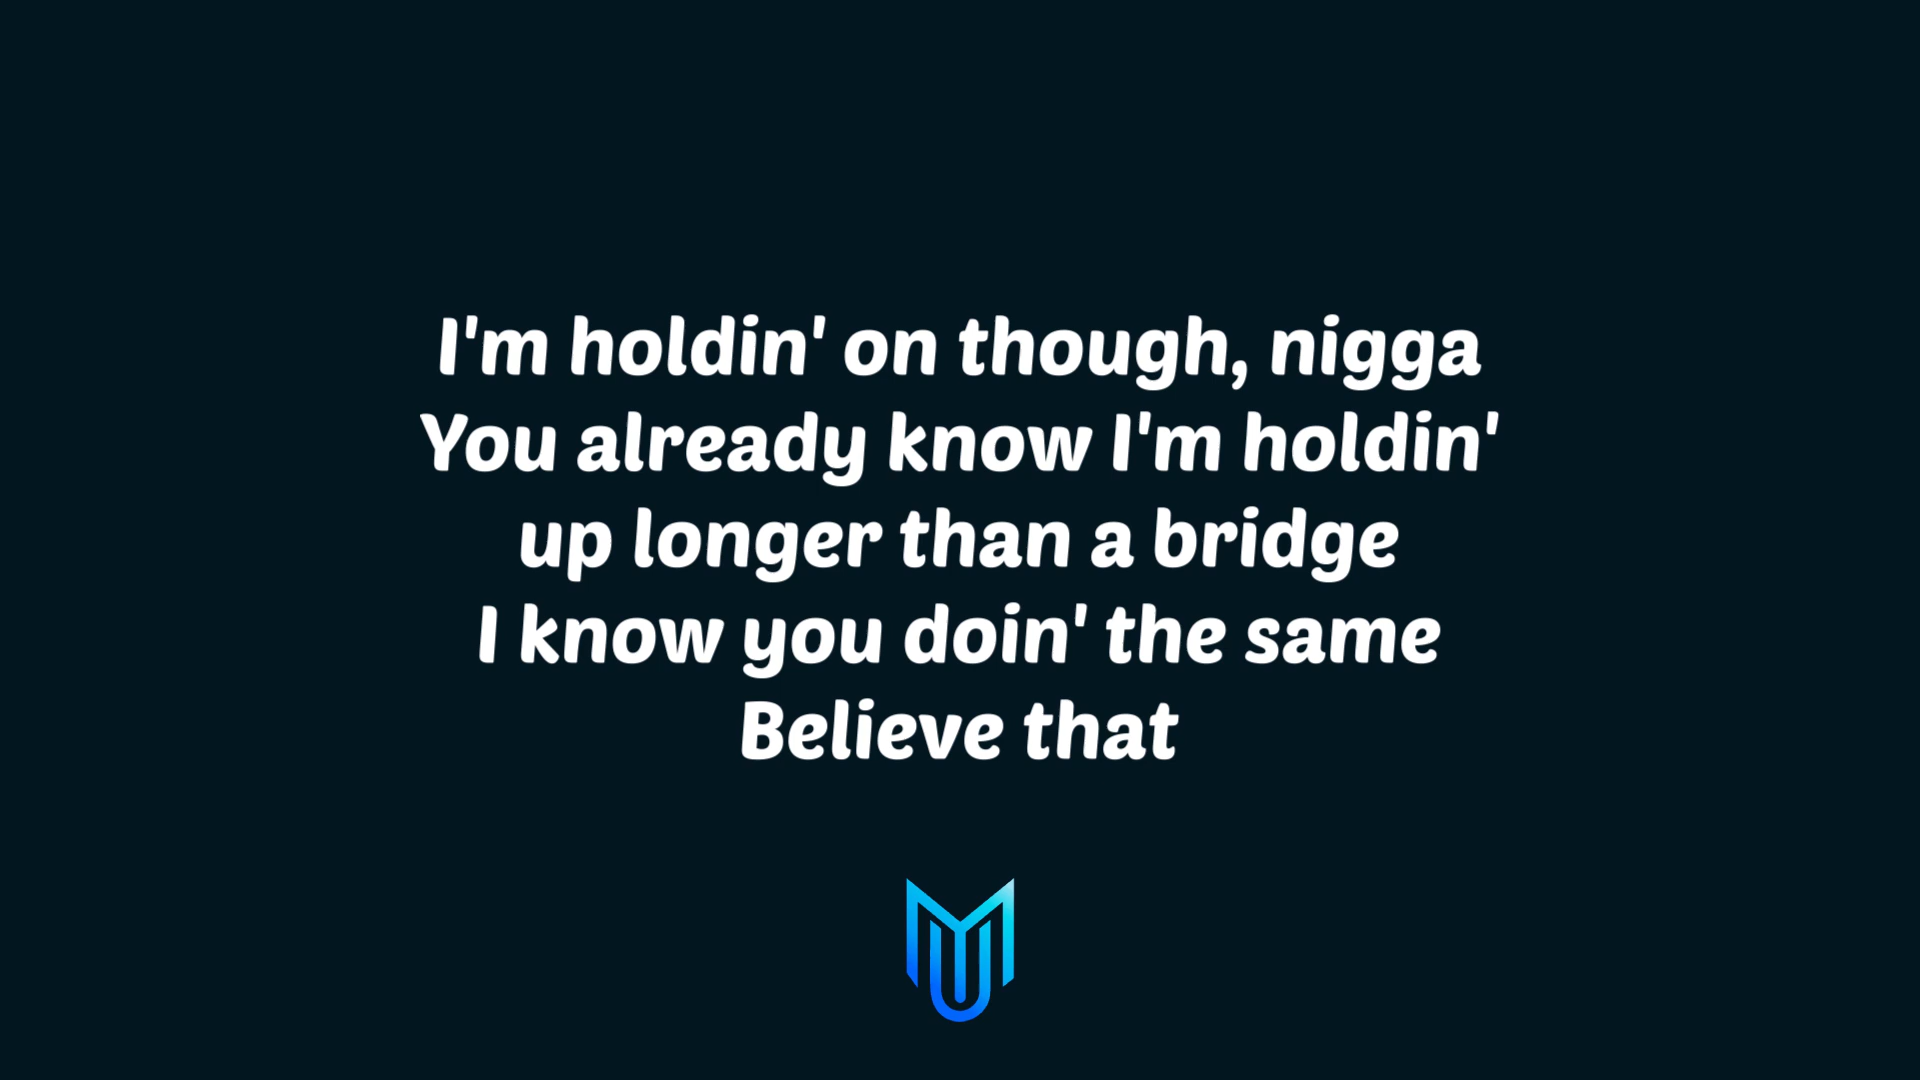 I'm holdin' on though, nigga
You already know I'm holdin'
up longer than a bridge
I know you doin' the same
Believe that